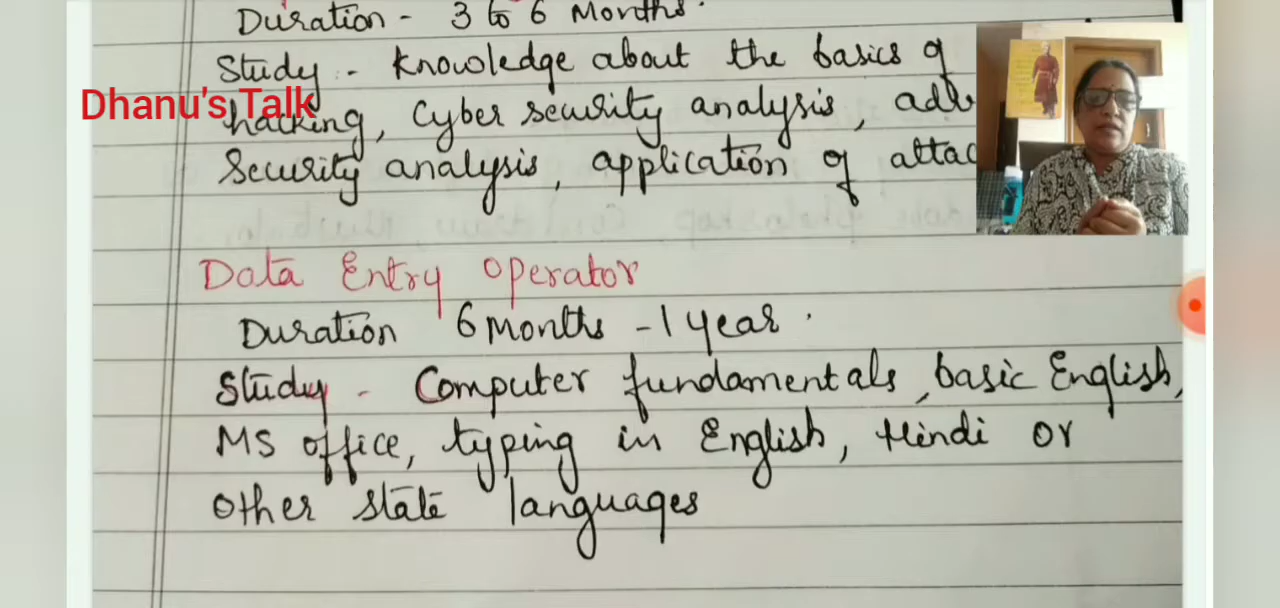 Duration - 3 to 6 Months.
Study - Knowledge about the basics of
Dhanu's Talk
hacking, Cyber security analysis,
Security analysis, application of
Data Entry Operator
Duration 6 Months - 1 year.
Study - Computer fundamentals, basic English,
MS office, typing in English, Hindi or
other state languages